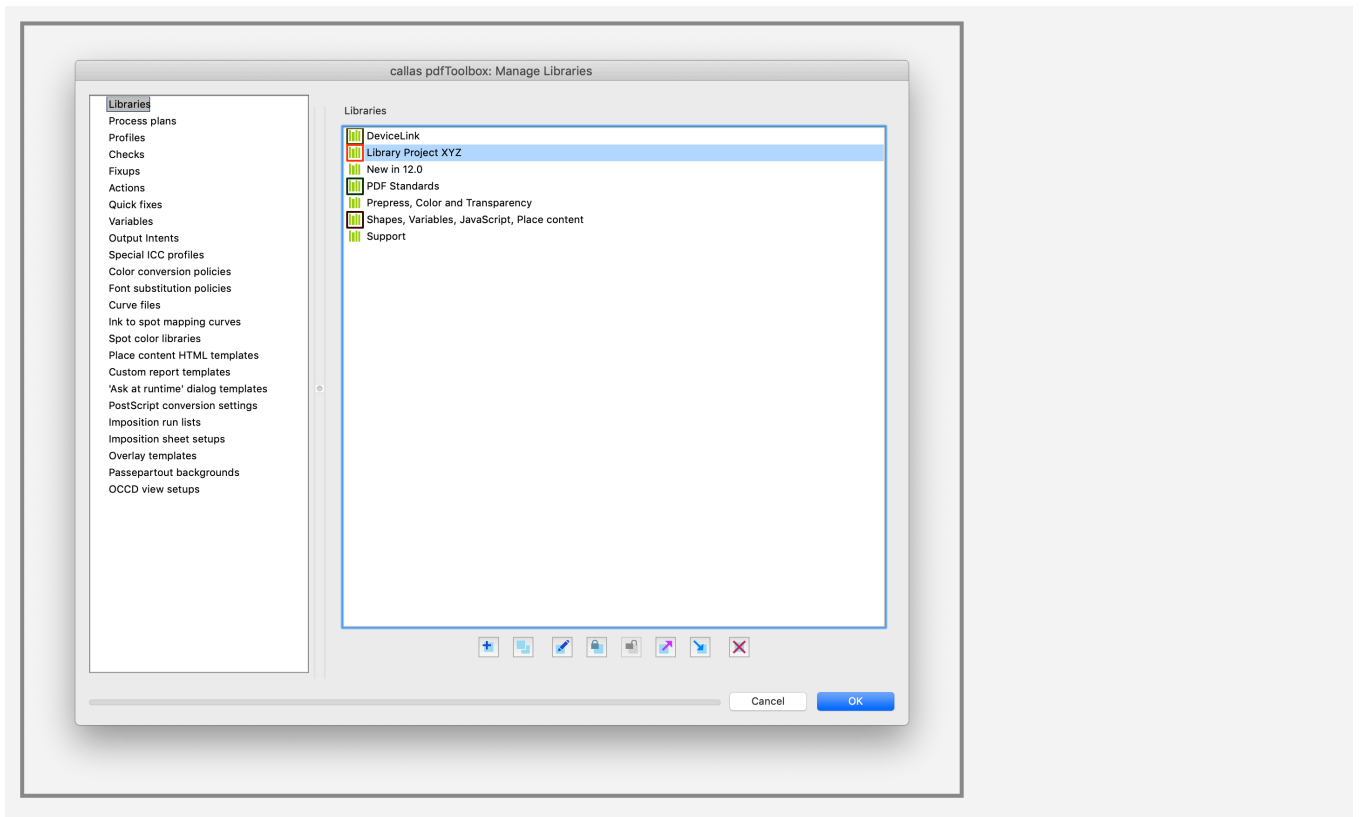 callas pdfToolbox: Manage Libraries
Libraries
Process plans
Profiles
Checks
Fixups
Actions
Quick fixes
Variables
Output Intents
Special ICC profiles
Color conversion policies
Font substitution policies
Curve files
Ink to spot mapping curves
Spot color libraries
Place content HTML templates
Custom report templates
'Ask at runtime' dialog templates
PostScript conversion settings
Imposition run lists
Imposition sheet setups
Overlay templates
Passepartout backgrounds
OCCD view setups
Libraries
DeviceLink
Library Project XYZ
New in 12.0
PDF Standards
Prepress, Color and Transparency
Shapes, Variables, JavaScript, Place content
Support
Cancel
OK